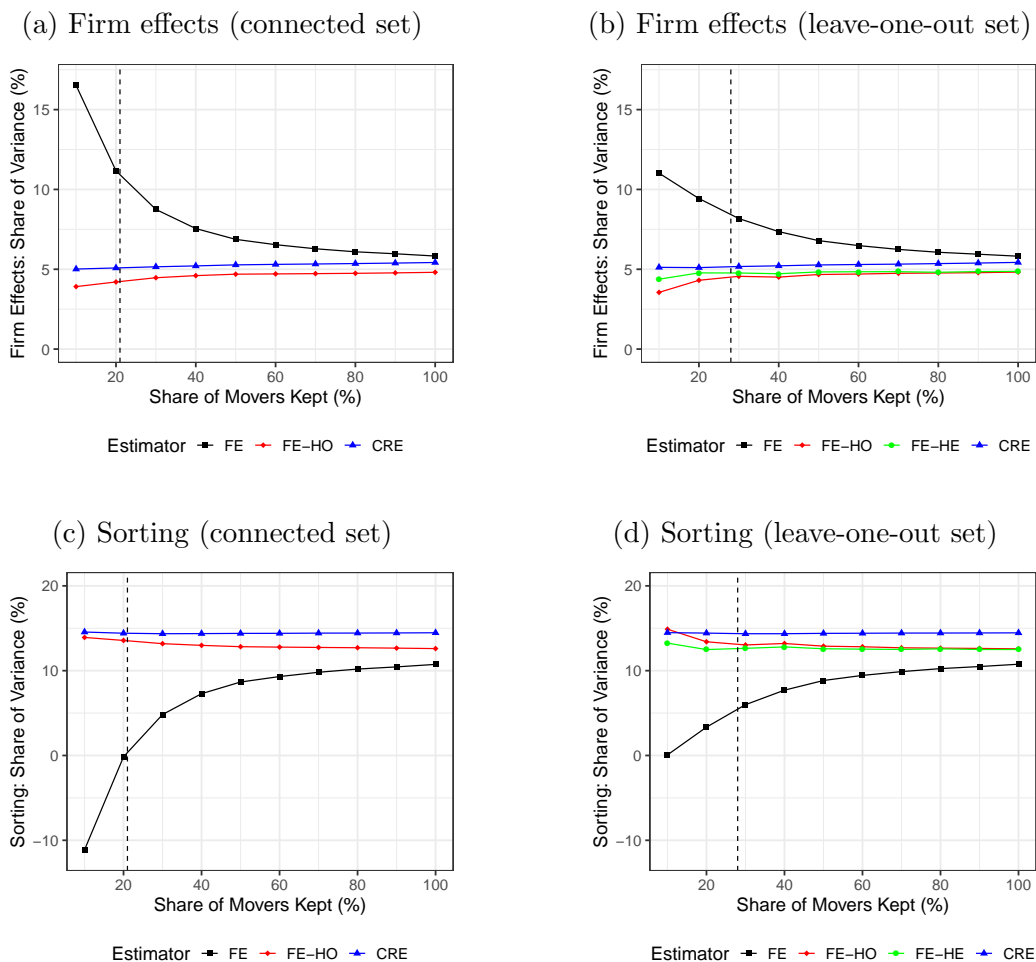 (a) Firm effects (connected set)
Firm Effects: Share of Variance (%)
15
10
5
0
20 40 60 80 100
Share of Movers Kept (%)
Estimator FE FE−HO CRE
(b) Firm effects (leave-one-out set)
Firm Effects: Share of Variance (%)
15
10
5
0
20 40 60 80 100
Share of Movers Kept (%)
Estimator FE FE−HO FE−HE CRE
(c) Sorting (connected set)
Sorting: Share of Variance (%)
20
10
0
−10
20 40 60 80 100
Share of Movers Kept (%)
Estimator FE FE−HO CRE
(d) Sorting (leave-one-out set)
Sorting: Share of Variance (%)
20
10
0
−10
20 40 60 80 100
Share of Movers Kept (%)
Estimator FE FE−HO FE−HE CRE